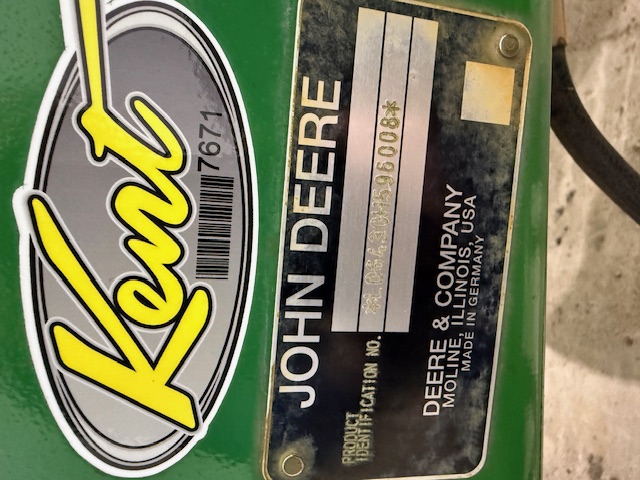 Kent
7671
JOHN DEERE
PRODUCT
IDENTIFICATION NO.
DEERE & COMPANY
MOLINE, ILLINOIS, USA
MADE IN GERMANY